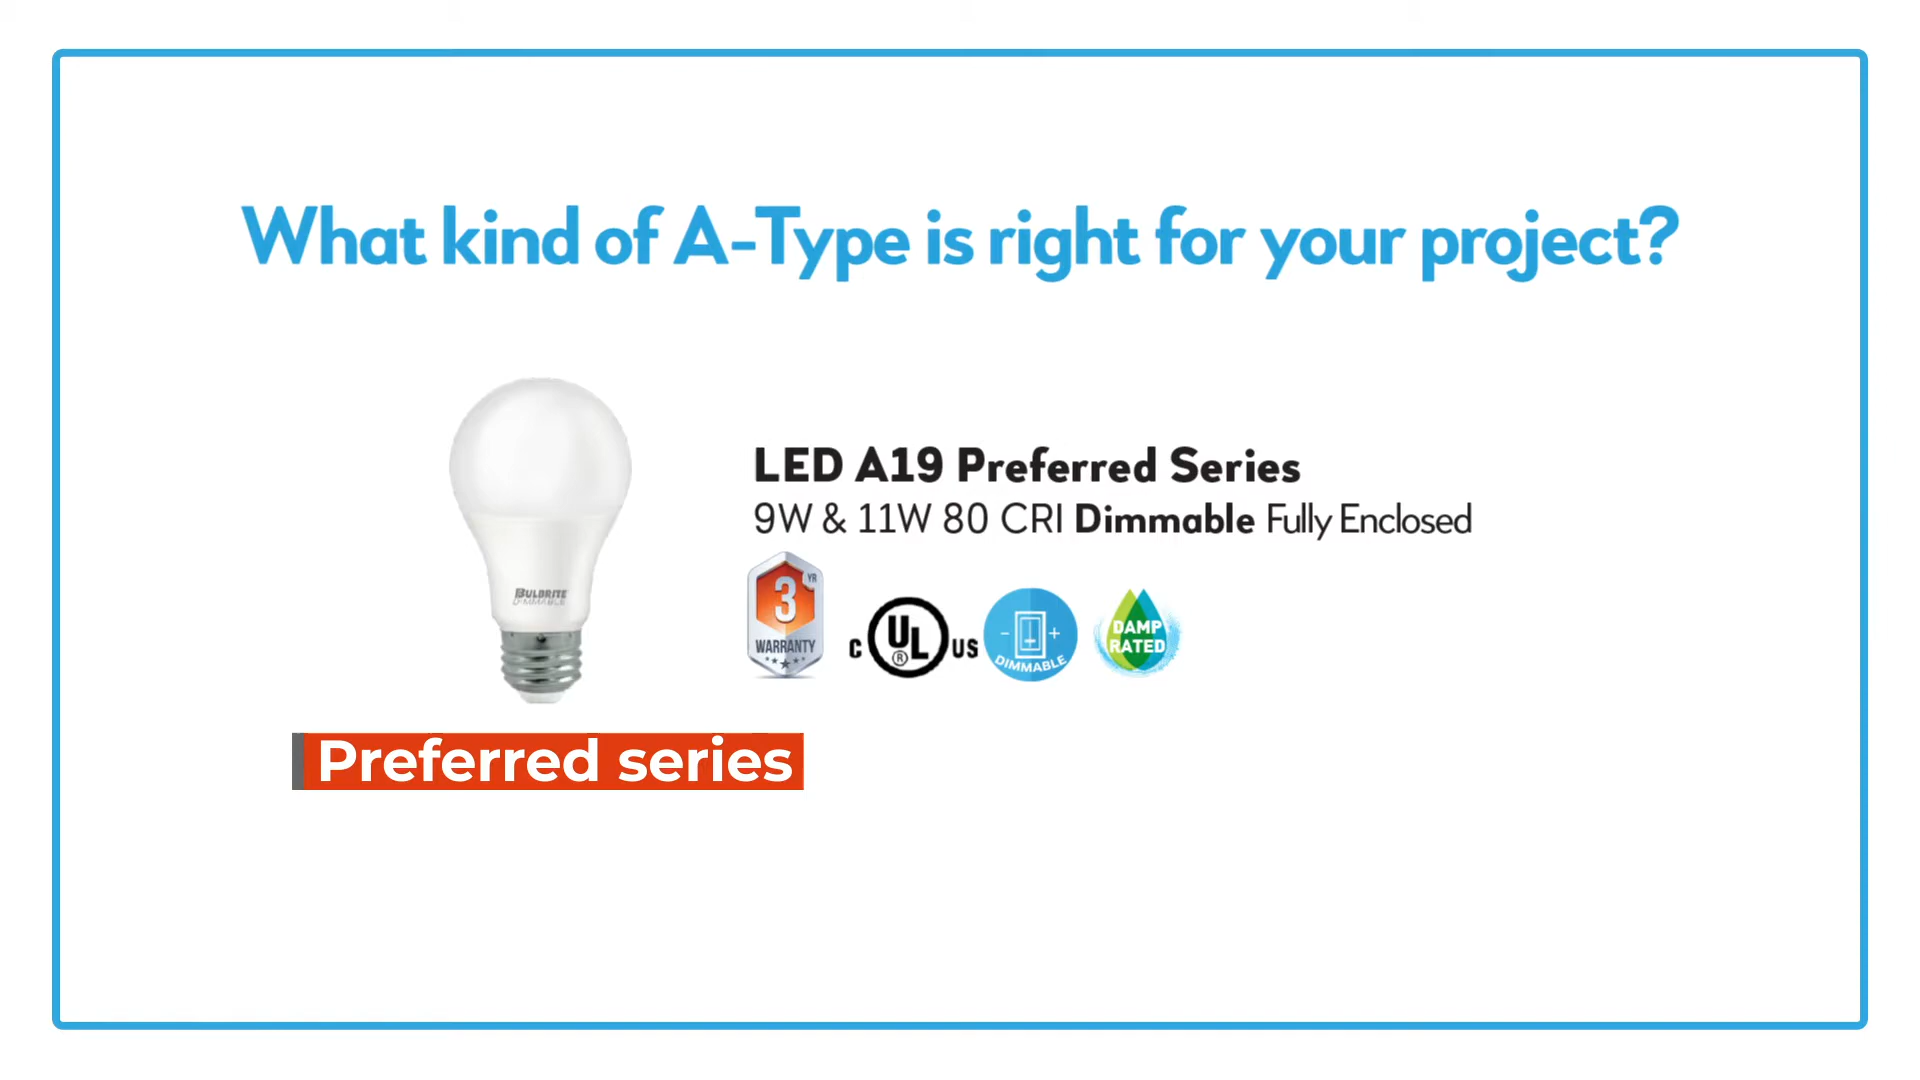 What kind of A-Type is right for your project?
LED A19 Preferred Series
9W & 11W 80 CRI Dimmable Fully Enclosed
3 YR
WARRANTY
C UL ® US
- +
DIMMABLE
DAMP
RATED
BULBRITE
DIMMABLE
Preferred series